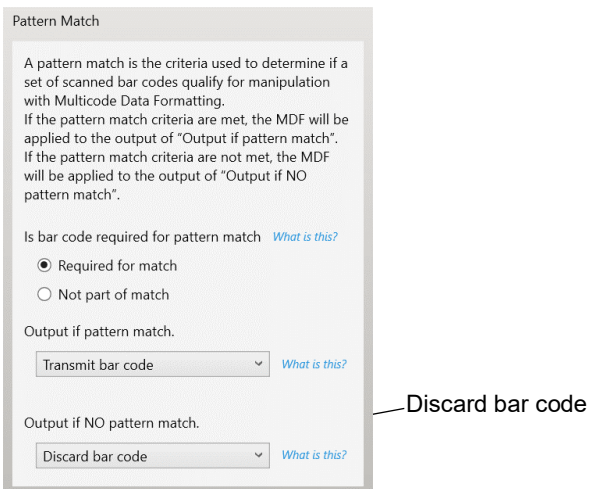 Pattern Match
A pattern match is the criteria used to determine if a
set of scanned bar codes qualify for manipulation
with Multicode Data Formatting.
If the pattern match criteria are met, the MDF will be
applied to the output of “Output if pattern match”.
If the pattern match criteria are not met, the MDF
will be applied to the output of “Output if NO
pattern match”.
Is bar code required for pattern match What is this?
Required for match
Not part of match
Output if pattern match.
Transmit bar code What is this?
Discard bar code
Output if NO pattern match.
Discard bar code What is this?